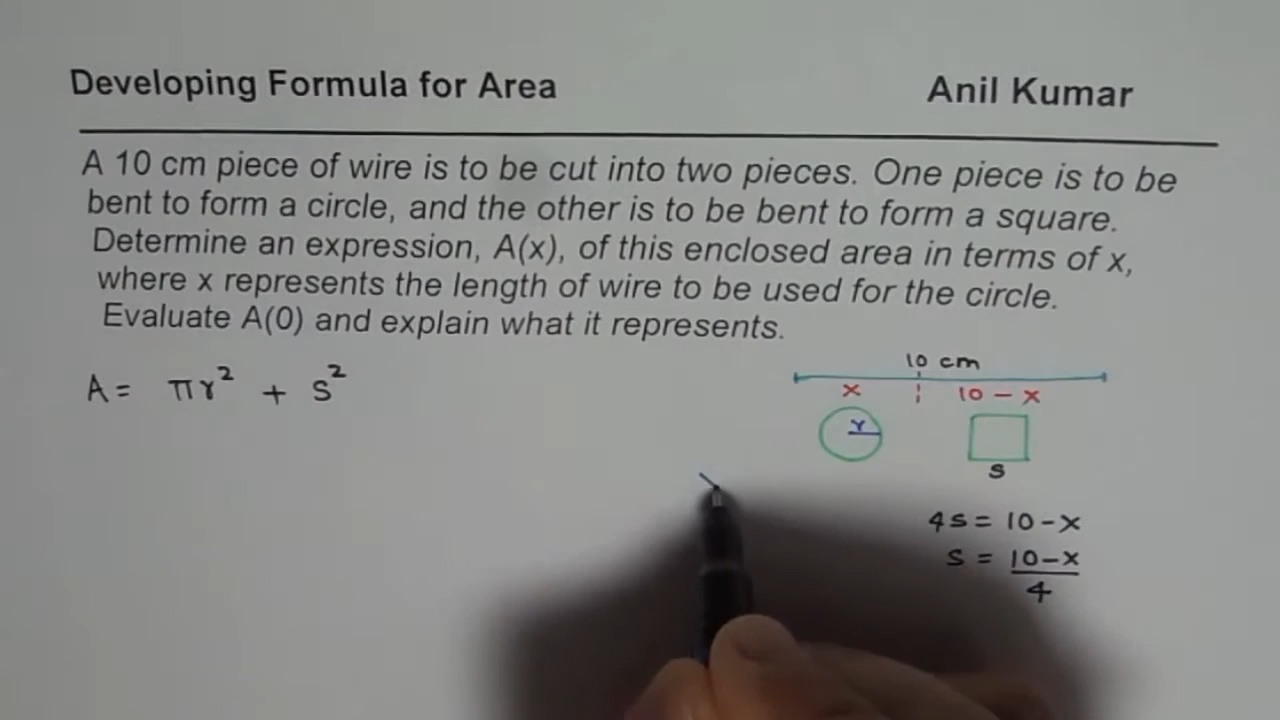 Developing Formula for Area Anil Kumar
A 10 cm piece of wire is to be cut into two pieces. One piece is to be
bent to form a circle, and the other is to be bent to form a square.
Determine an expression, A(x), of this enclosed area in terms of x,
where x represents the length of wire to be used for the circle.
Evaluate A(0) and explain what it represents.
A = πr² + s²
10 cm
x 10 - x
r
s
4s = 10 - x
s = 10 - x
4